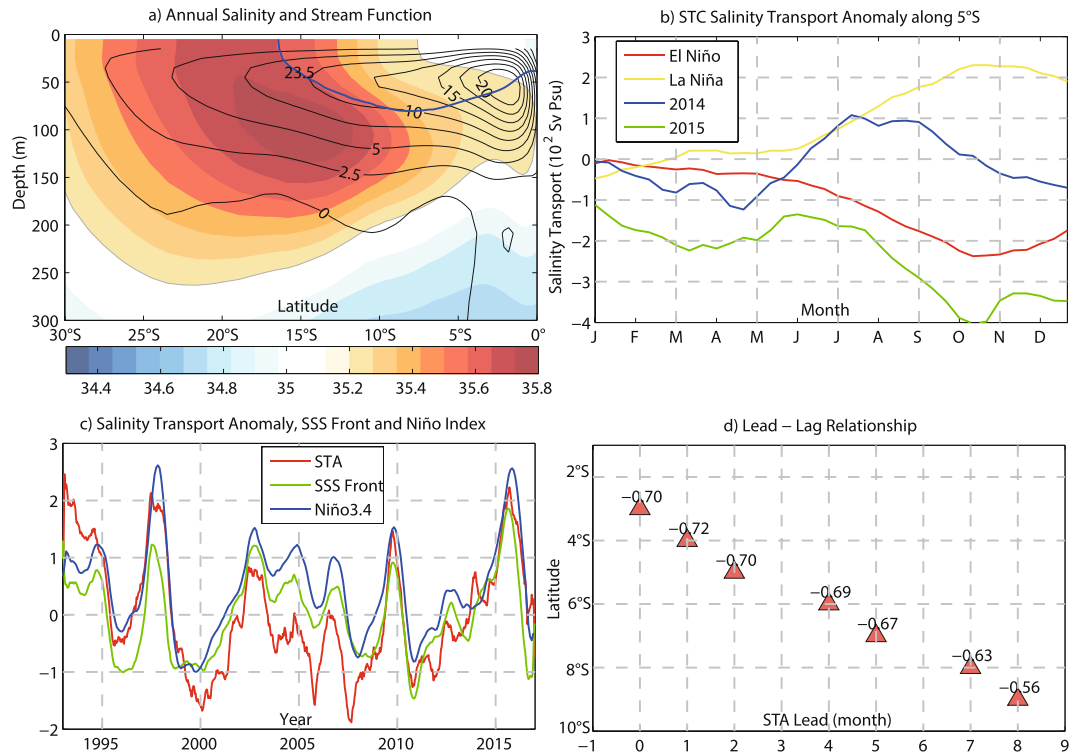 a) Annual Salinity and Stream Function
0
50
100
150
200
250
300
Depth (m)
23.5
15
20
10
5
2.5
0
Latitude
30°S 25°S 20°S 15°S 10°S 5°S 0°
34.4 34.6 34.8 35 35.2 35.4 35.6 35.8
b) STC Salinity Transport Anomaly along 5°S
3
2
1
0
−1
−2
−3
−4
Salinity Transport (10² Sv Psu)
El Niño
La Niña
2014
2015
Month
J F M A M J J A S O N D
c) Salinity Transport Anomaly, SSS Front and Niño Index
3
2
1
0
−1
−2
STA
SSS Front
Niño3.4
Year
1995 2000 2005 2010 2015
d) Lead − Lag Relationship
2°S
4°S
6°S
8°S
10°S
Latitude
−0.70
−0.72
−0.70
−0.69
−0.67
−0.63
−0.56
STA Lead (month)
−1 0 1 2 3 4 5 6 7 8 9